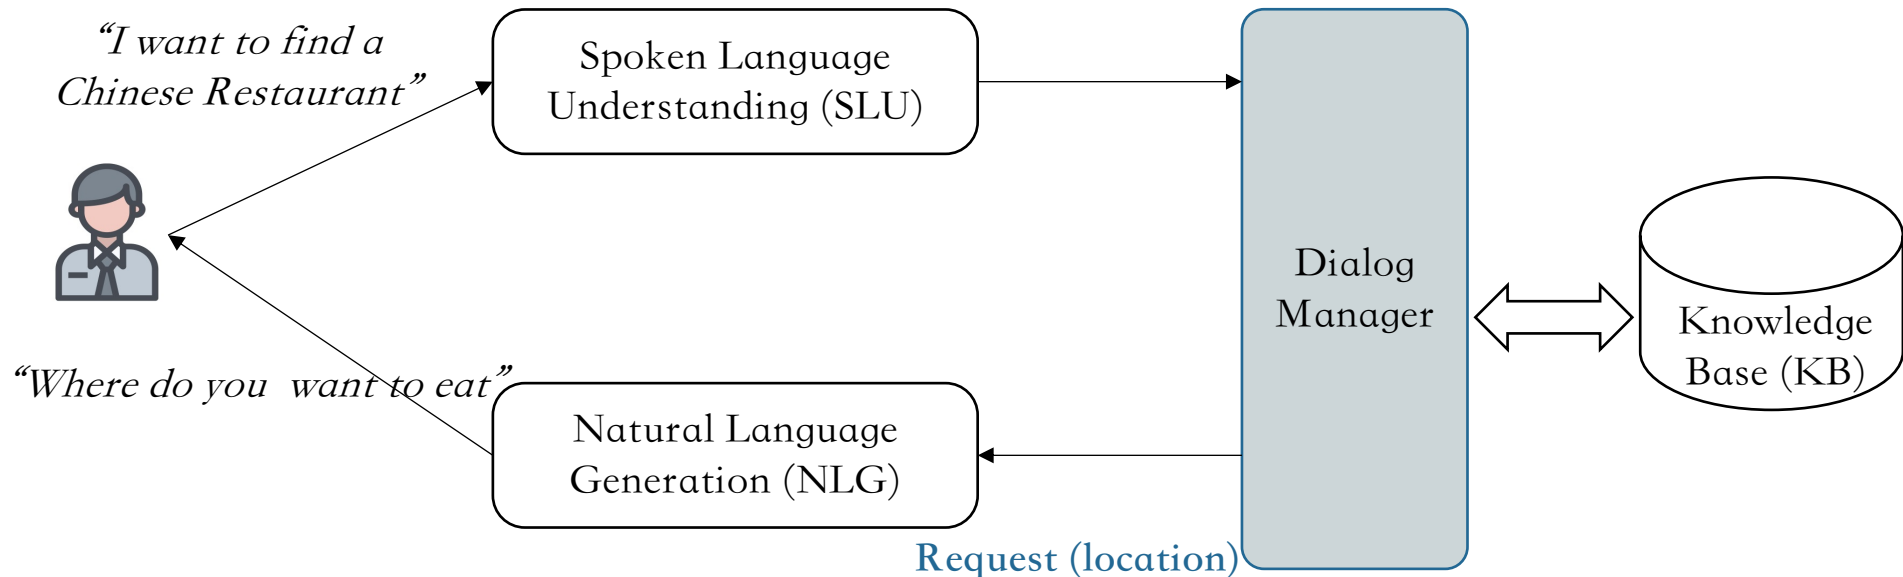 “I want to find a
Chinese Restaurant”
Spoken Language
Understanding (SLU)
Dialog
Manager
Knowledge
Base (KB)
“Where do you  want to eat”
Natural Language
Generation (NLG)
Request (location)